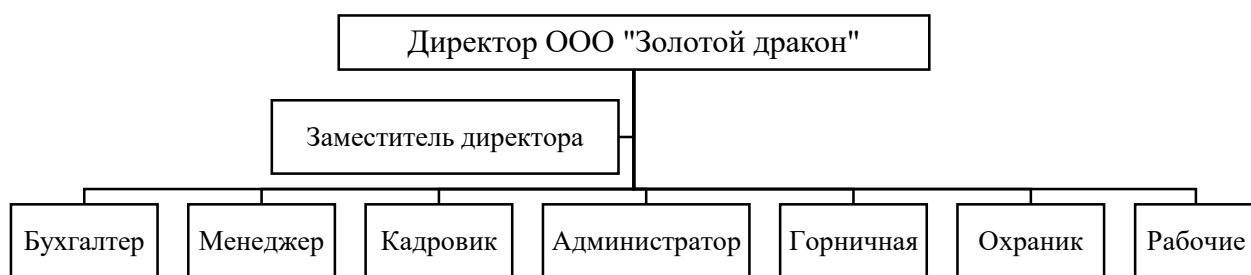 Директор ООО "Золотой дракон"
Заместитель директора
Бухгалтер
Менеджер
Кадровик
Администратор
Горничная
Охраник
Рабочие